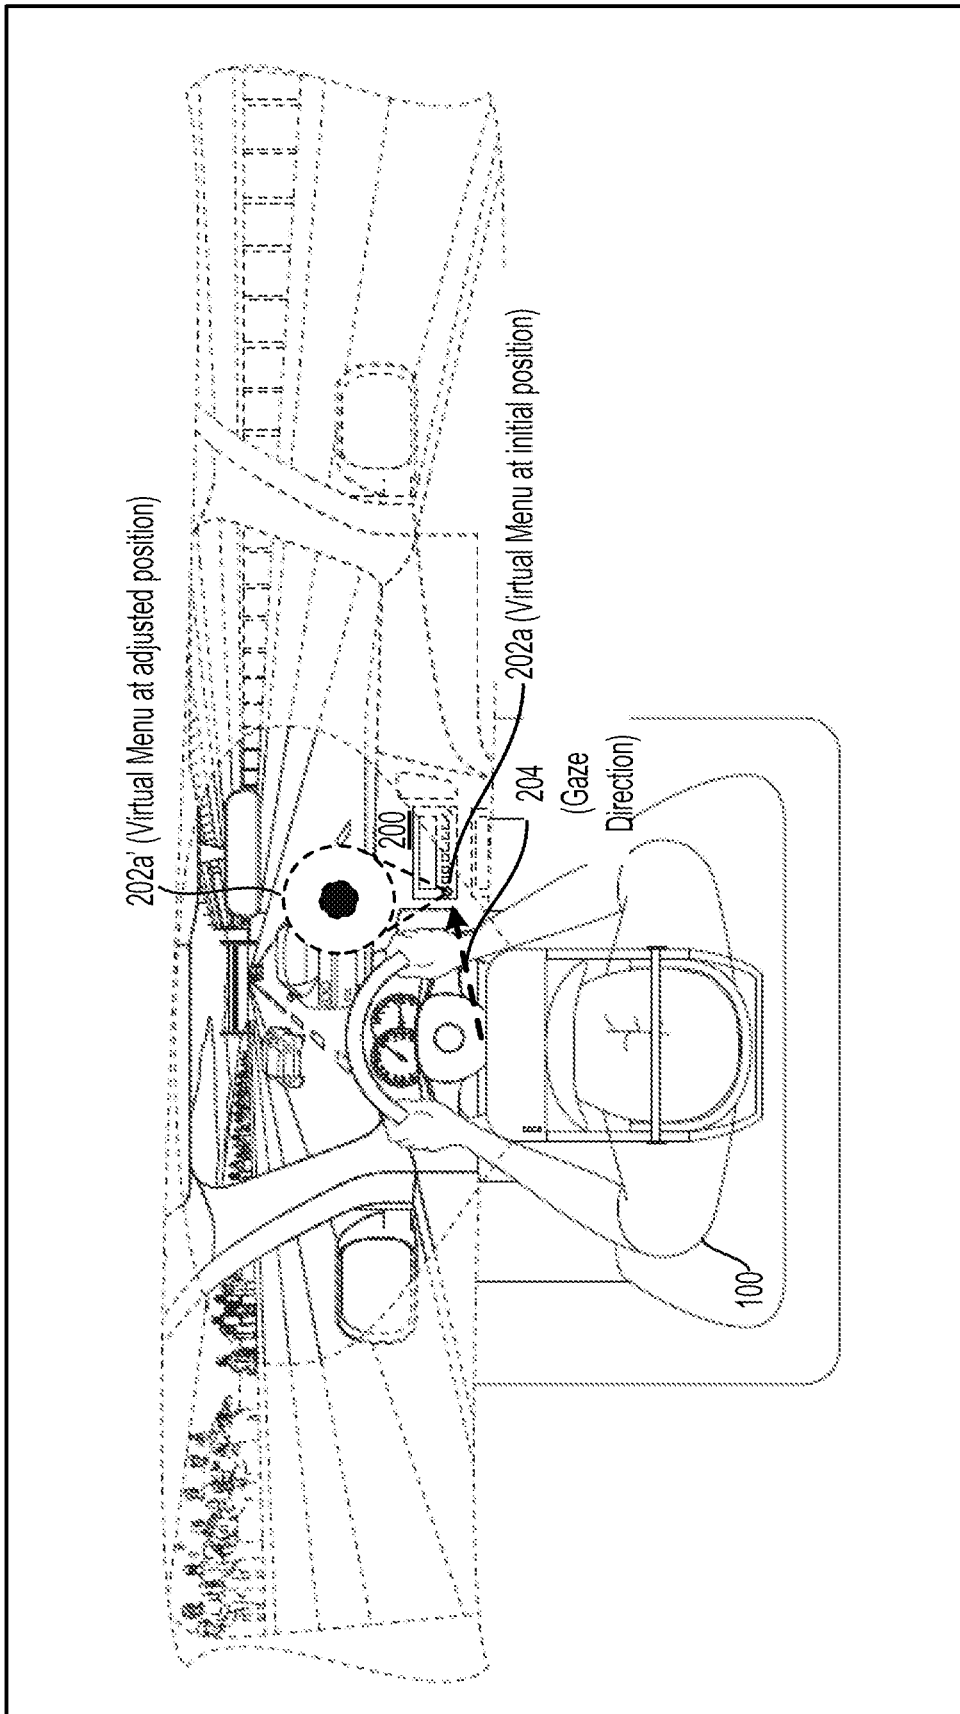 202a' (Virtual Menu at adjusted position)
200
202a (Virtual Menu at initial position)
204
(Gaze
Direction)
100